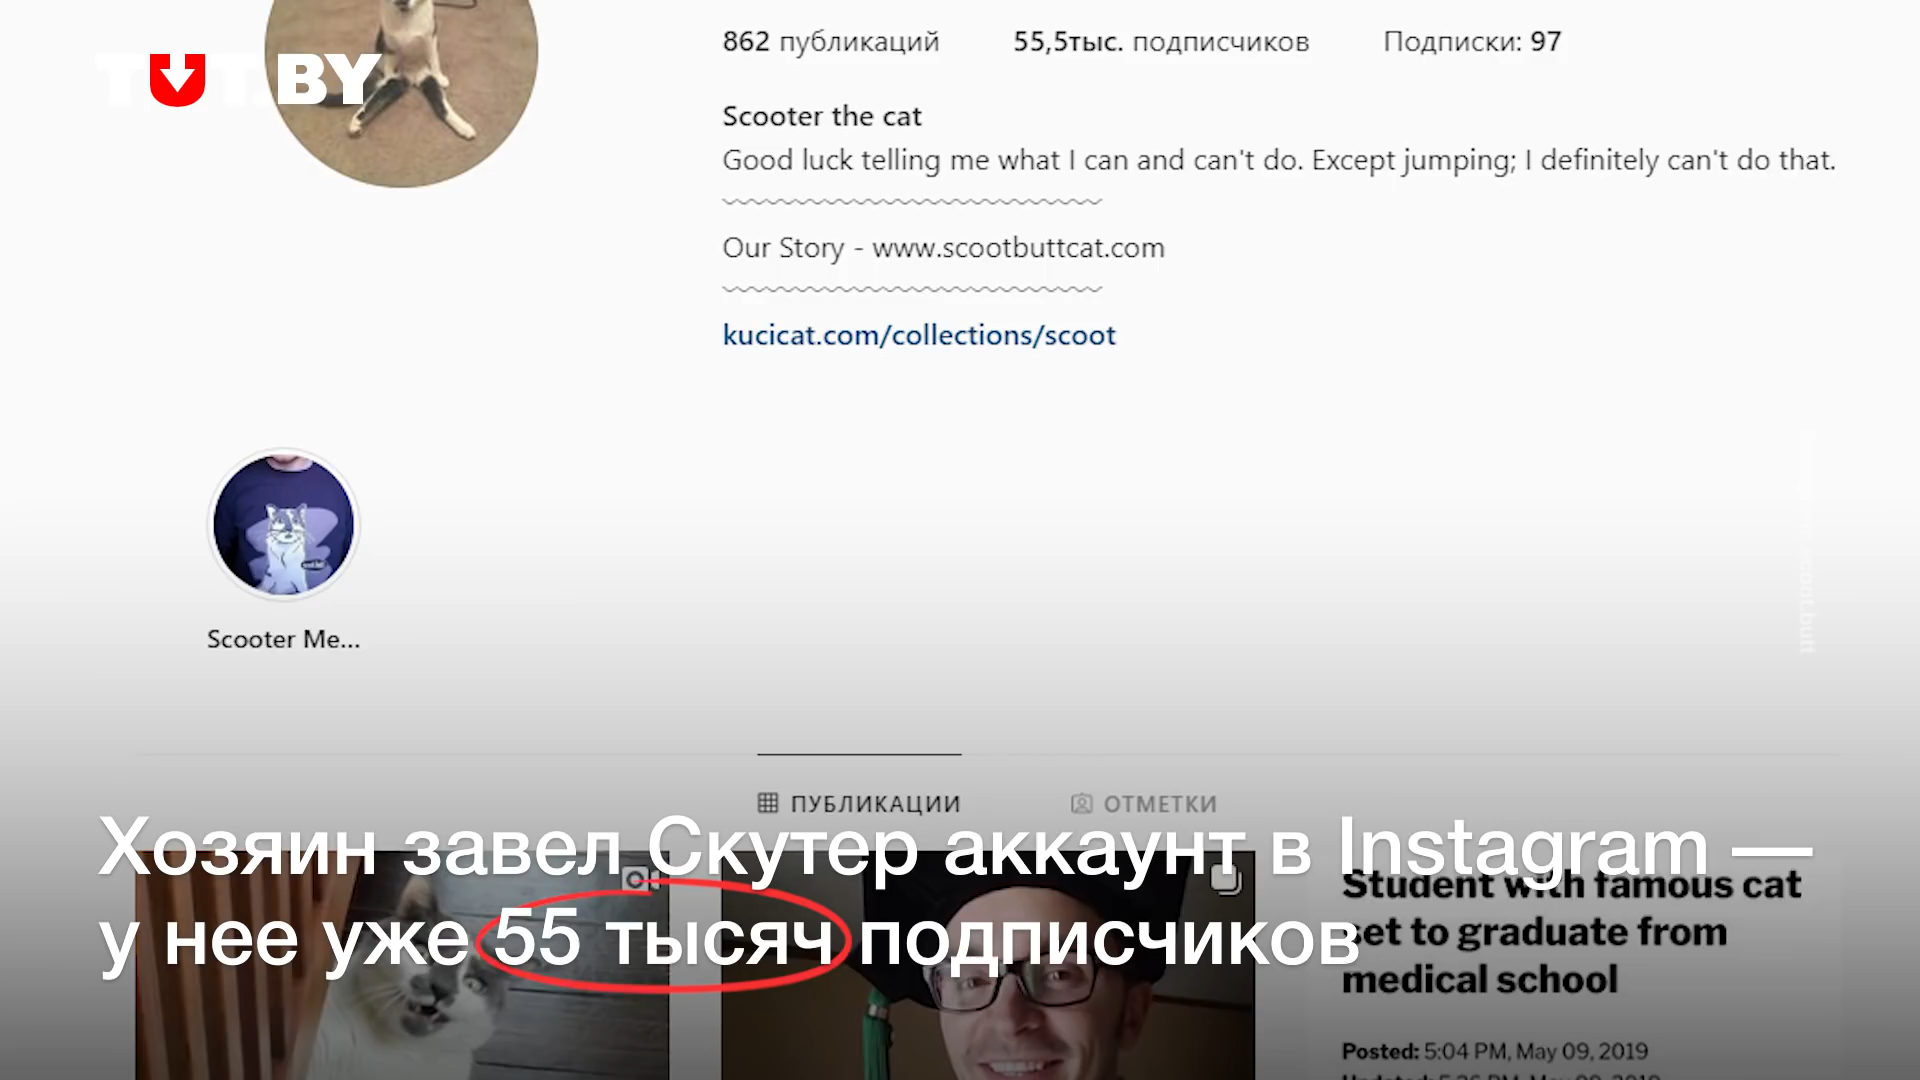 862 публикаций 55,5тыс. подписчиков Подписки: 97
TUT.BY
Scooter the cat
Good luck telling me what I can and can't do. Except jumping; I definitely can't do that.
Our Story - www.scootbuttcat.com
kucicat.com/collections/scoot
Scooter Me...
ПУБЛИКАЦИИ ОТМЕТКИ
Хозяин завел Скутер аккаунт в Instagram —
у нее уже 55 тысяч подписчиков
Student with famous cat
set to graduate from
medical school
Posted: 5:04 PM, May 09, 2019